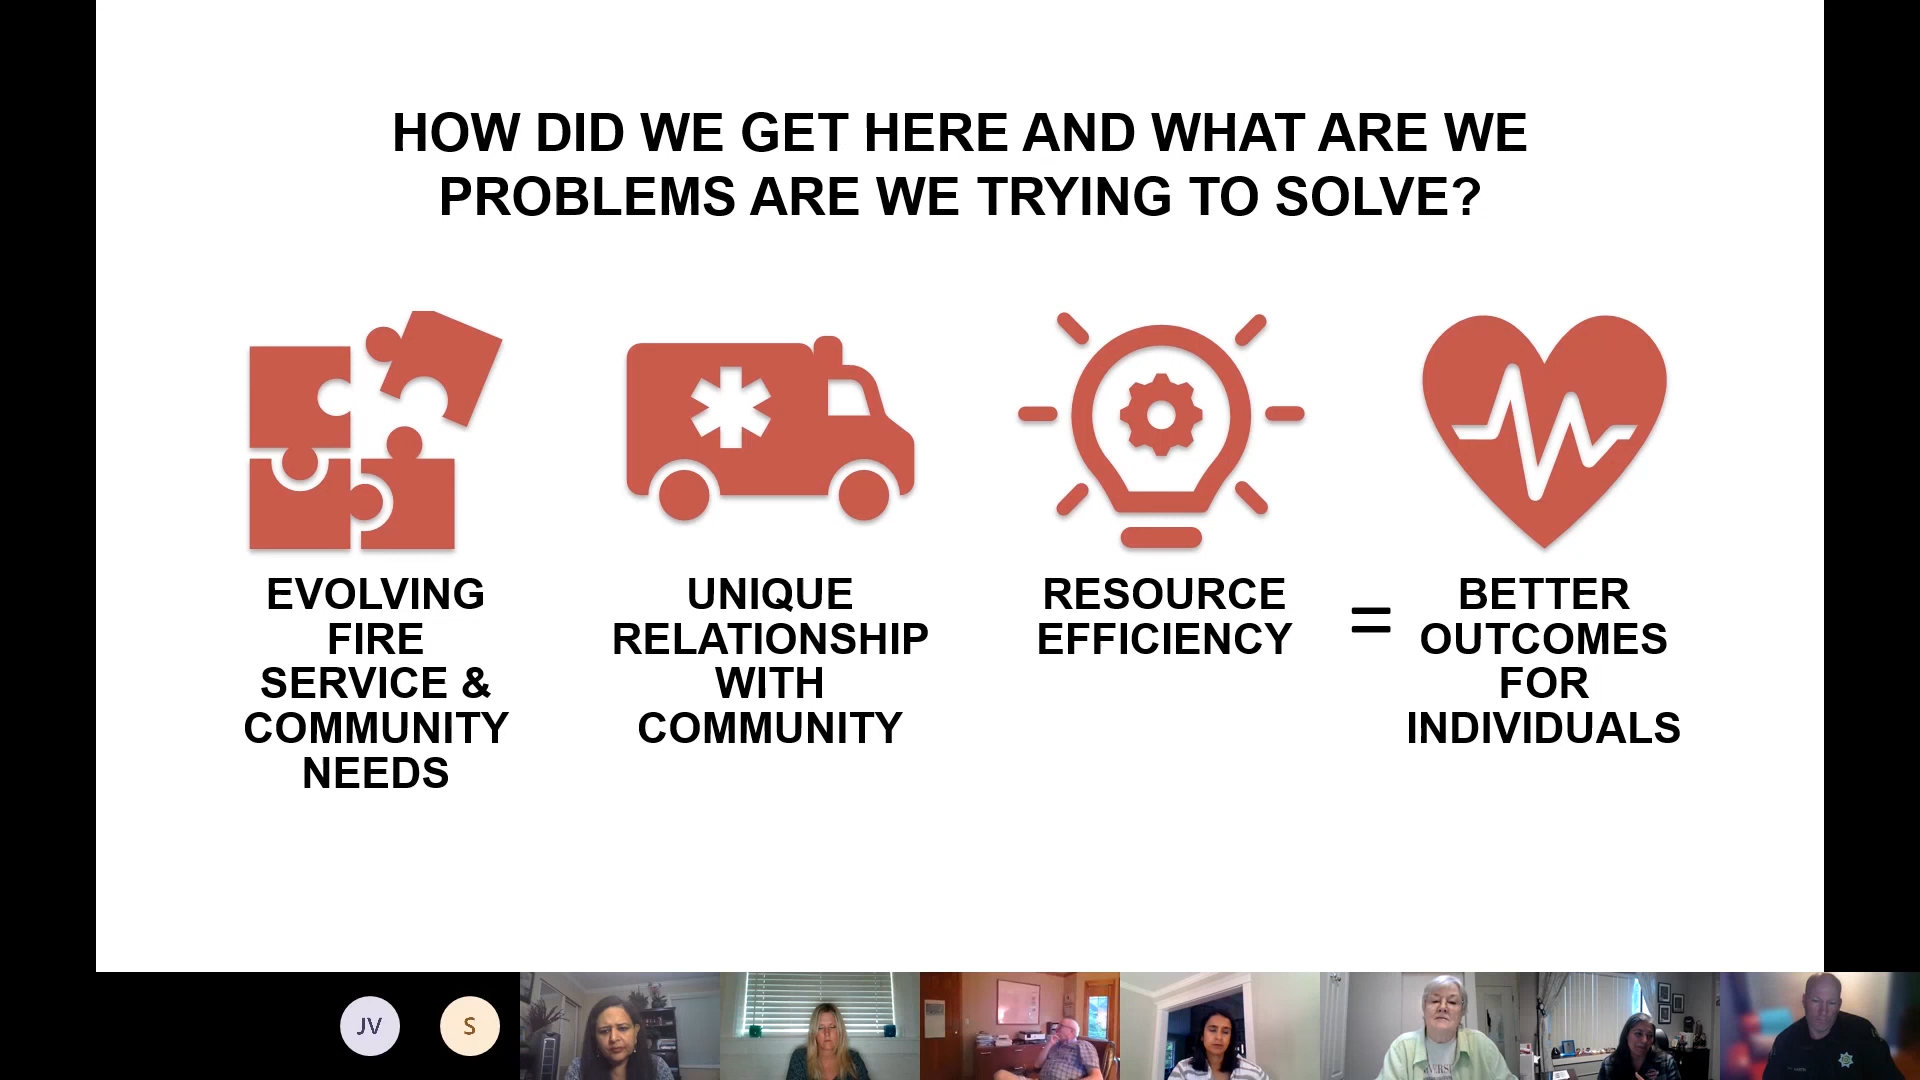 HOW DID WE GET HERE AND WHAT ARE WE
PROBLEMS ARE WE TRYING TO SOLVE?
EVOLVING
FIRE
SERVICE &
COMMUNITY
NEEDS
UNIQUE
RELATIONSHIP
WITH
COMMUNITY
RESOURCE
EFFICIENCY
=
BETTER
OUTCOMES
FOR
INDIVIDUALS
JV
S